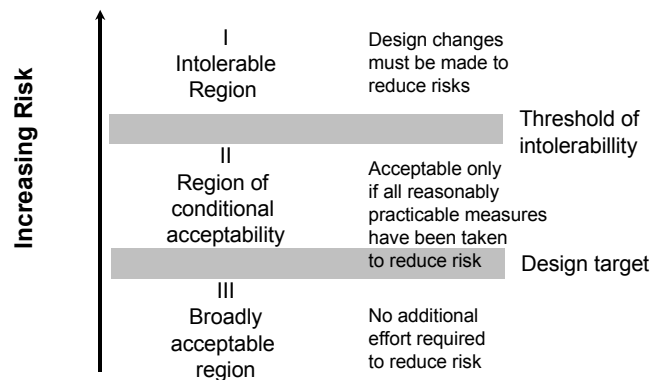 Increasing Risk
I
Intolerable
Region
Design changes
must be made to
reduce risks
Threshold of
intolerabillity
II
Region of
conditional
acceptability
Acceptable only
if all reasonably
practicable measures
have been taken
to reduce risk
Design target
III
Broadly
acceptable
region
No additional
effort required
to reduce risk